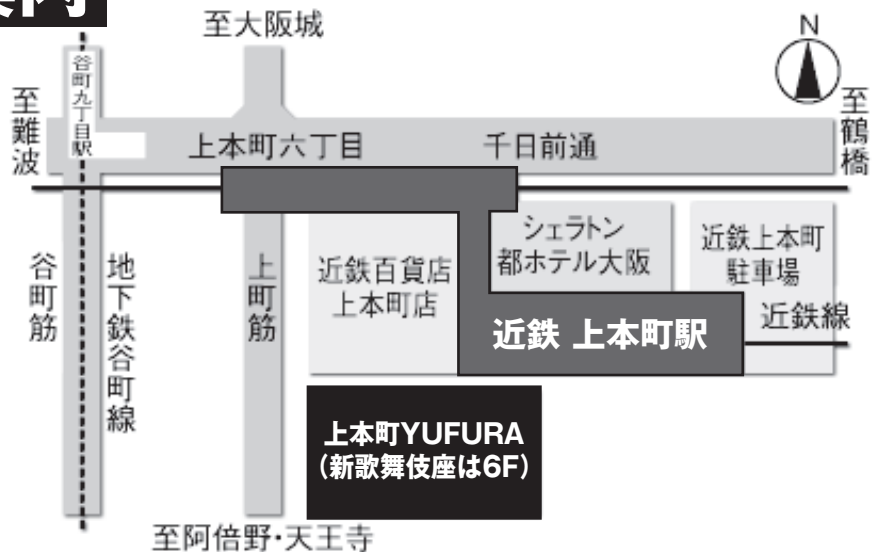 至大阪城
N
谷町九丁目駅
至難波
上本町六丁目
千日前通
至鶴橋
シェラトン
都ホテル大阪
近鉄上本町
駐車場
近鉄百貨店
上本町店
谷町筋
地下鉄谷町線
上町筋
近鉄 上本町駅
近鉄線
上本町YUFURA
(新歌舞伎座は6F)
至阿倍野・天王寺